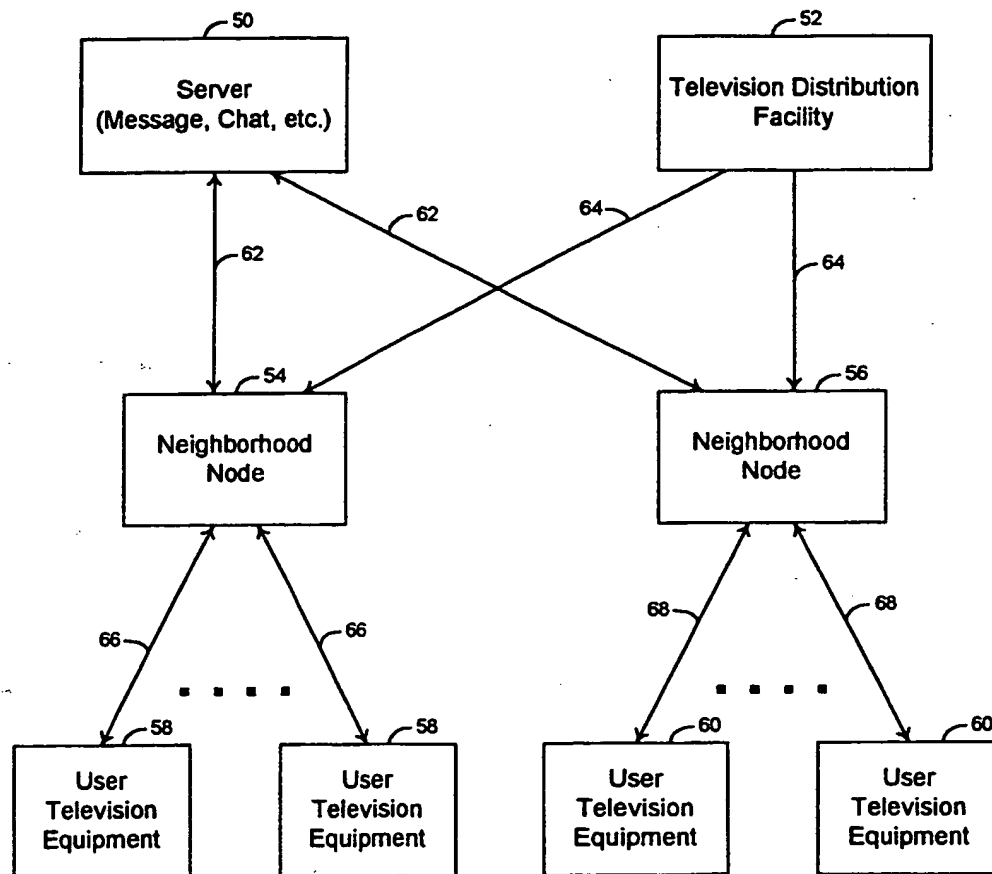 50
52
Server
(Message, Chat, etc.)
Television Distribution
Facility
62
64
62
64
54
56
Neighborhood
Node
Neighborhood
Node
66
66
68
68
58
58
60
60
User
Television
Equipment
User
Television
Equipment
User
Television
Equipment
User
Television
Equipment